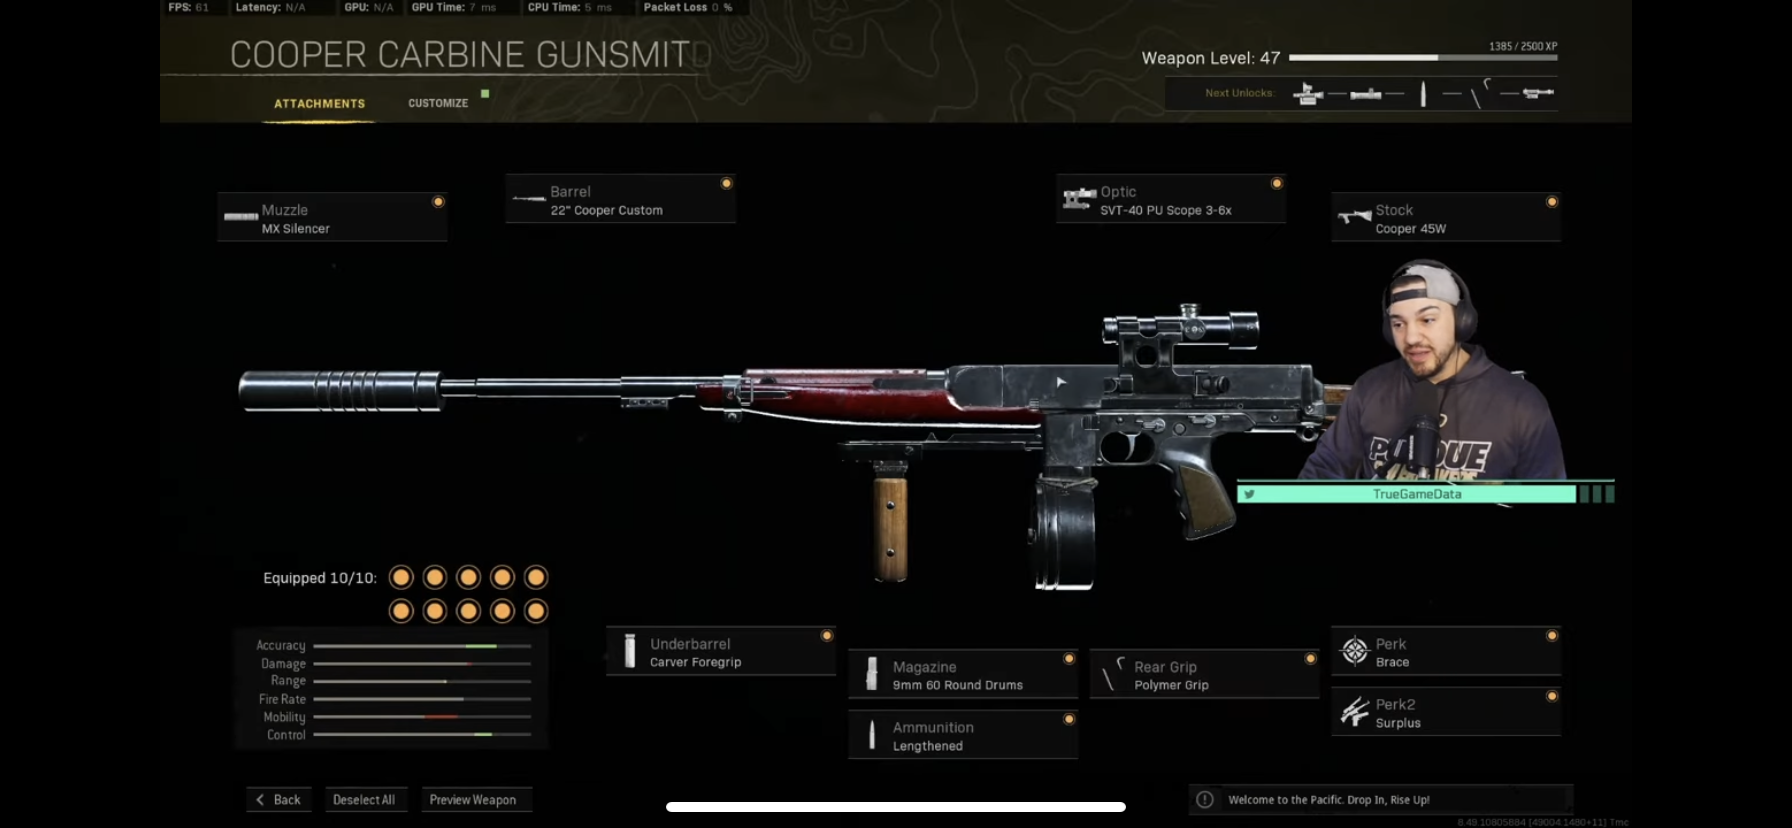 FPS: 61 Latency: N/A GPU: N/A GPU Time: 7 ms CPU Time: 5 ms Packet Loss 0 %
COOPER CARBINE GUNSMITD
Weapon Level: 47
1385 / 2500 XP
Next Unlocks:
ATTACHMENTS
CUSTOMIZE
Muzzle
MX Silencer
Barrel
22" Cooper Custom
Optic
SVT-40 PU Scope 3-6x
Stock
Cooper 45W
TrueGameData
Equipped 10/10:
Accuracy
Damage
Range
Fire Rate
Mobility
Control
Underbarrel
Carver Foregrip
Magazine
9mm 60 Round Drums
Ammunition
Lengthened
Rear Grip
Polymer Grip
Perk
Brace
Perk2
Surplus
Back
Deselect All
Preview Weapon
Welcome to the Pacific. Drop In, Rise Up!